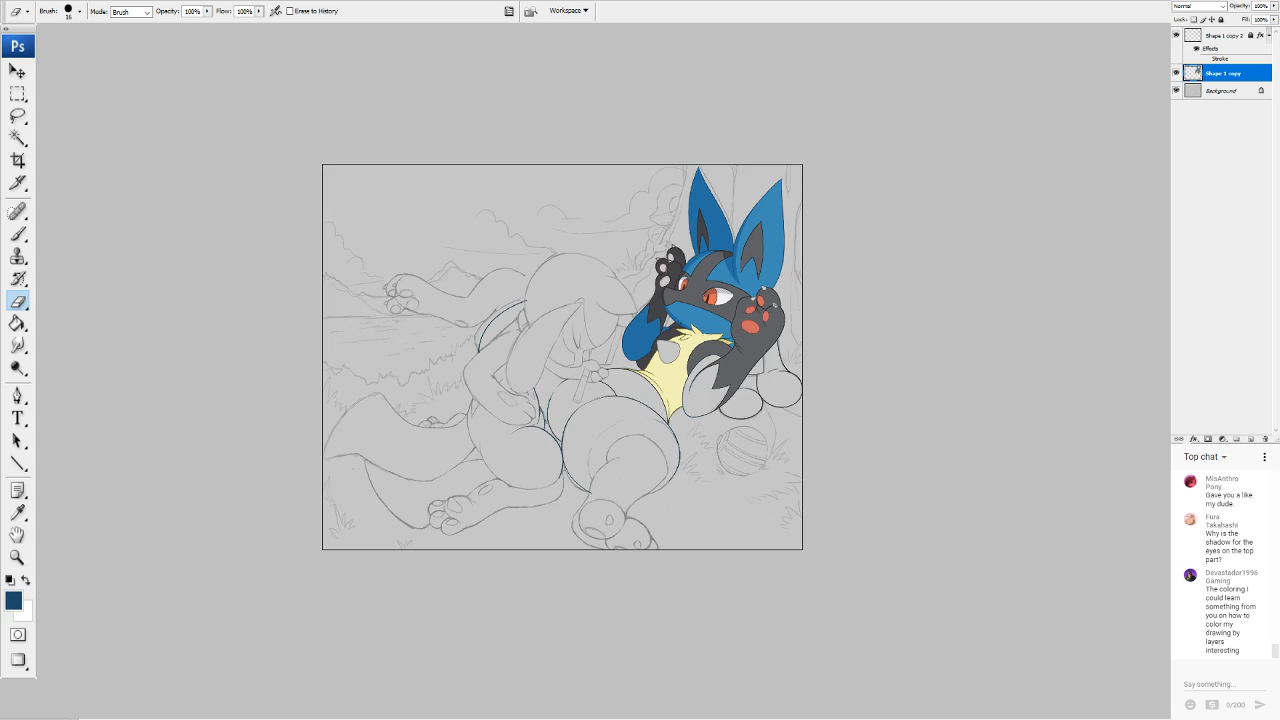 Brush: 16 Mode: Brush Opacity: 100% Flow: 100% Erase to History Workspace
Normal Opacity: 100%
Lock: Fill: 100%
Ps
Shape 1 copy 2 fx
Effects
Stroke
Shape 1 copy
Background
T
Top chat
MisAnthro
Pony
Gave you a like
my dude.
Fura
Takahashi
Why is the
shadow for the
eyes on the top
part?
Devastador1996
Gaming
The coloring I
could learn
something from
you on how to
color my
drawing by
layers
interesting
Say something...
0/200